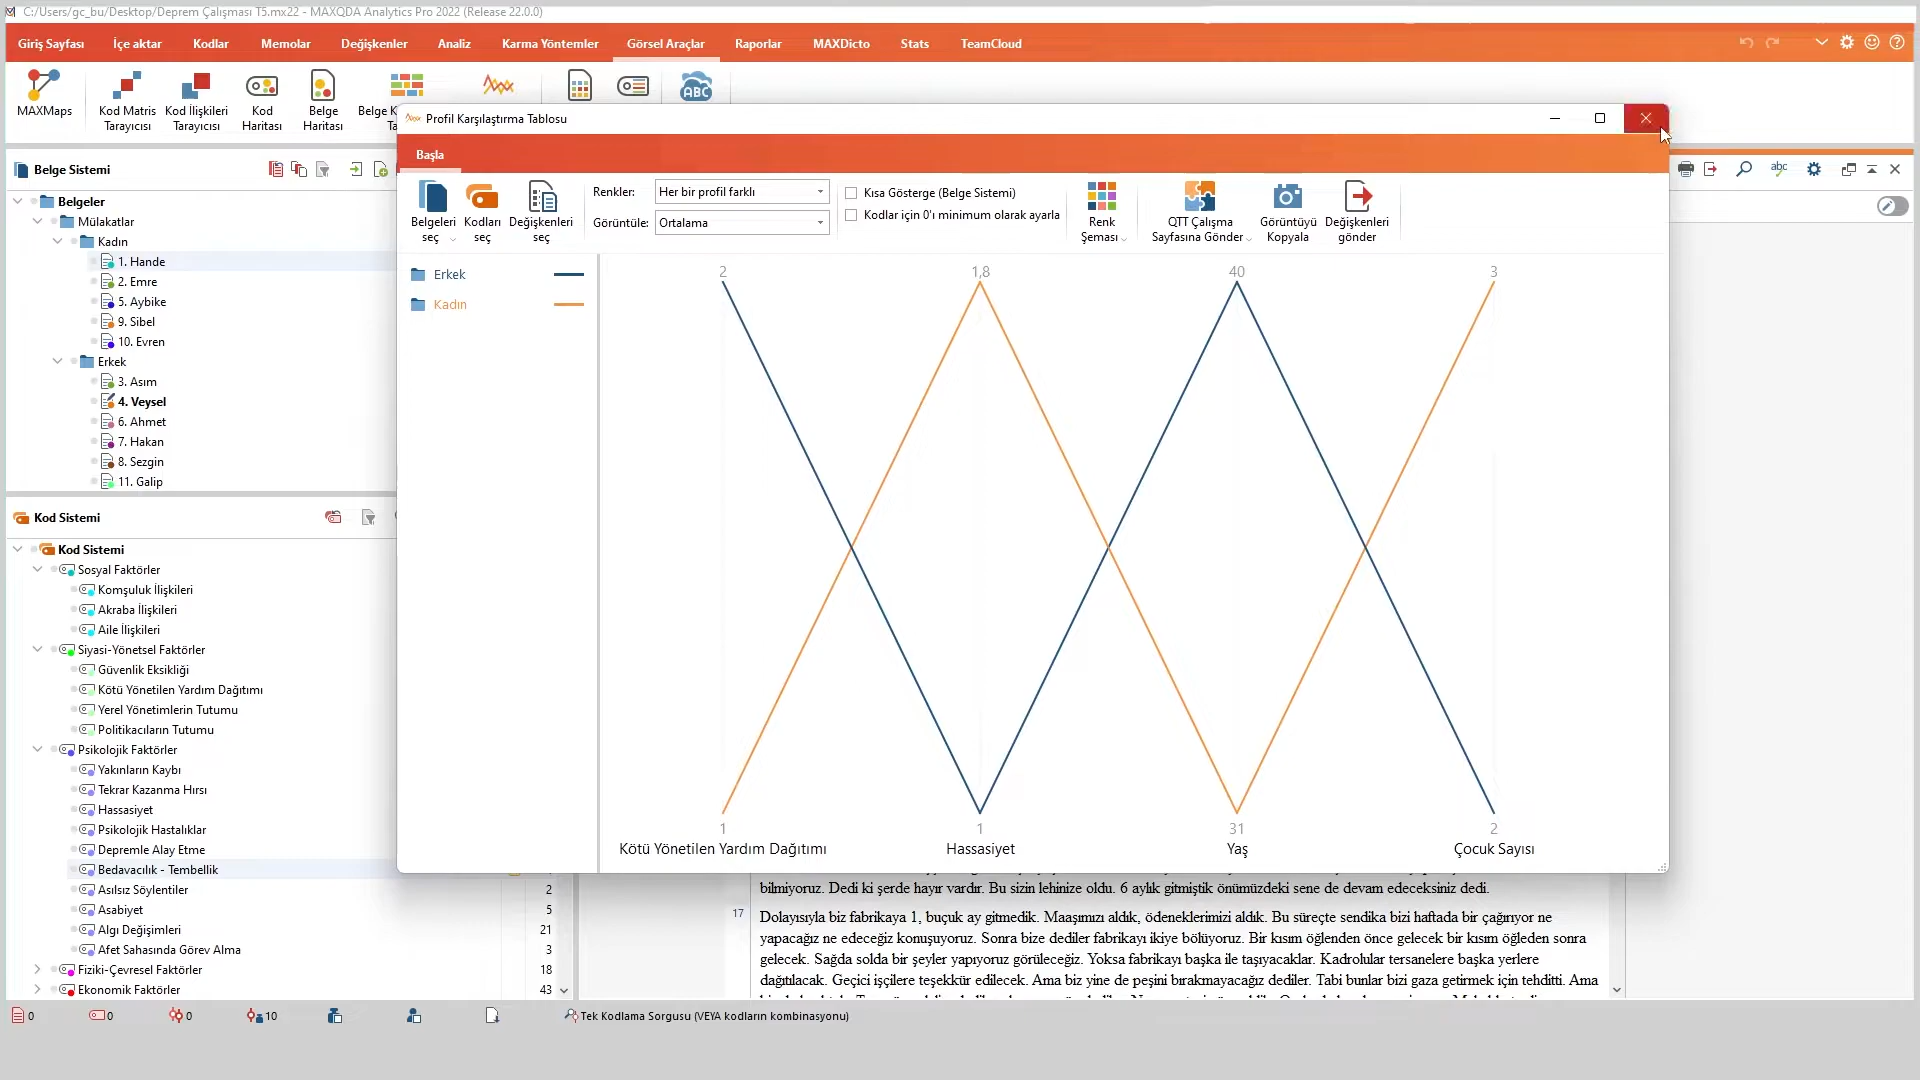 C:/Users/gc_bu/Desktop/Deprem Çalışması T5.mx22 - MAXQDA Analytics Pro 2022 (Release 22.0.0)
Giriş Sayfası İçe aktar Kodlar Memolar Değişkenler Analiz Karma Yöntemler Görsel Araçlar Raporlar MAXDicto Stats TeamCloud
MAXMaps
Kod Matris Tarayıcısı
Kod İlişkileri Tarayıcısı
Kod Haritası
Belge Haritası
Belge
ABC
Profil Karşılaştırma Tablosu
Başla
Belgeleri seç
Kodları seç
Değişkenleri seç
Renkler: Her bir profil farklı
Görüntüle: Ortalama
Kısa Gösterge (Belge Sistemi)
Kodlar için 0'ı minimum olarak ayarla
Renk Şeması
QTT Çalışma Sayfasına Gönder
Görüntüyü Kopyala
Değişkenleri gönder
abc
Erkek
Kadın
2 1,8 40 3
1 1 31 2
Kötü Yönetilen Yardım Dağıtımı Hassasiyet Yaş Çocuk Sayısı
Belge Sistemi
Belgeler
Mülakatlar
Kadın
1. Hande
2. Emre
5. Aybike
9. Sibel
10. Evren
Erkek
3. Asım
4. Veysel
6. Ahmet
7. Hakan
8. Sezgin
11. Galip
Kod Sistemi
Kod Sistemi
Sosyal Faktörler
Komşuluk İlişkileri
Akraba İlişkileri
Aile İlişkileri
Siyasi-Yönetsel Faktörler
Güvenlik Eksikliği
Kötü Yönetilen Yardım Dağıtımı
Yerel Yönetimlerin Tutumu
Politikacıların Tutumu
Psikolojik Faktörler
Yakınların Kaybı
Tekrar Kazanma Hırsı
Hassasiyet
Psikolojik Hastalıklar
Depremle Alay Etme
Bedavacılık - Tembellik
Asılsız Söylentiler 2
Asabiyet 5
Algı Değişimleri 21
Afet Sahasında Görev Alma 3
Fiziki-Çevresel Faktörler 18
Ekonomik Faktörler 43
bilmiyoruz. Dedi ki şerde hayır vardır. Bu sizin lehinize oldu. 6 aylık gitmiştik önümüzdeki sene de devam edeceksiniz dedi.
17 Dolayısıyla biz fabrikaya 1, buçuk ay gitmedik. Maaşımızı aldık, ödeneklerimizi aldık. Bu süreçte sendika bizi haftada bir çağırıyor ne
yapacağız ne edeceğiz konuşuyoruz. Sonra bize dediler fabrikayı ikiye bölüyoruz. Bir kısım öğlenden önce gelecek bir kısım öğleden sonra
gelecek. Sağda solda bir şeyler yapıyoruz görüleceğiz. Yoksa fabrikayı başka ile taşıyacaklar. Kadrolular tersanelere başka yerlere
dağıtılacak. Geçici işçilere teşekkür edilecek. Ama biz yine de peşini bırakmayacağız dediler. Tabi bunlar bizi gaza getirmek için tehditti. Ama
0 0 0 10 Tek Kodlama Sorgusu (VEYA kodların kombinasyonu)